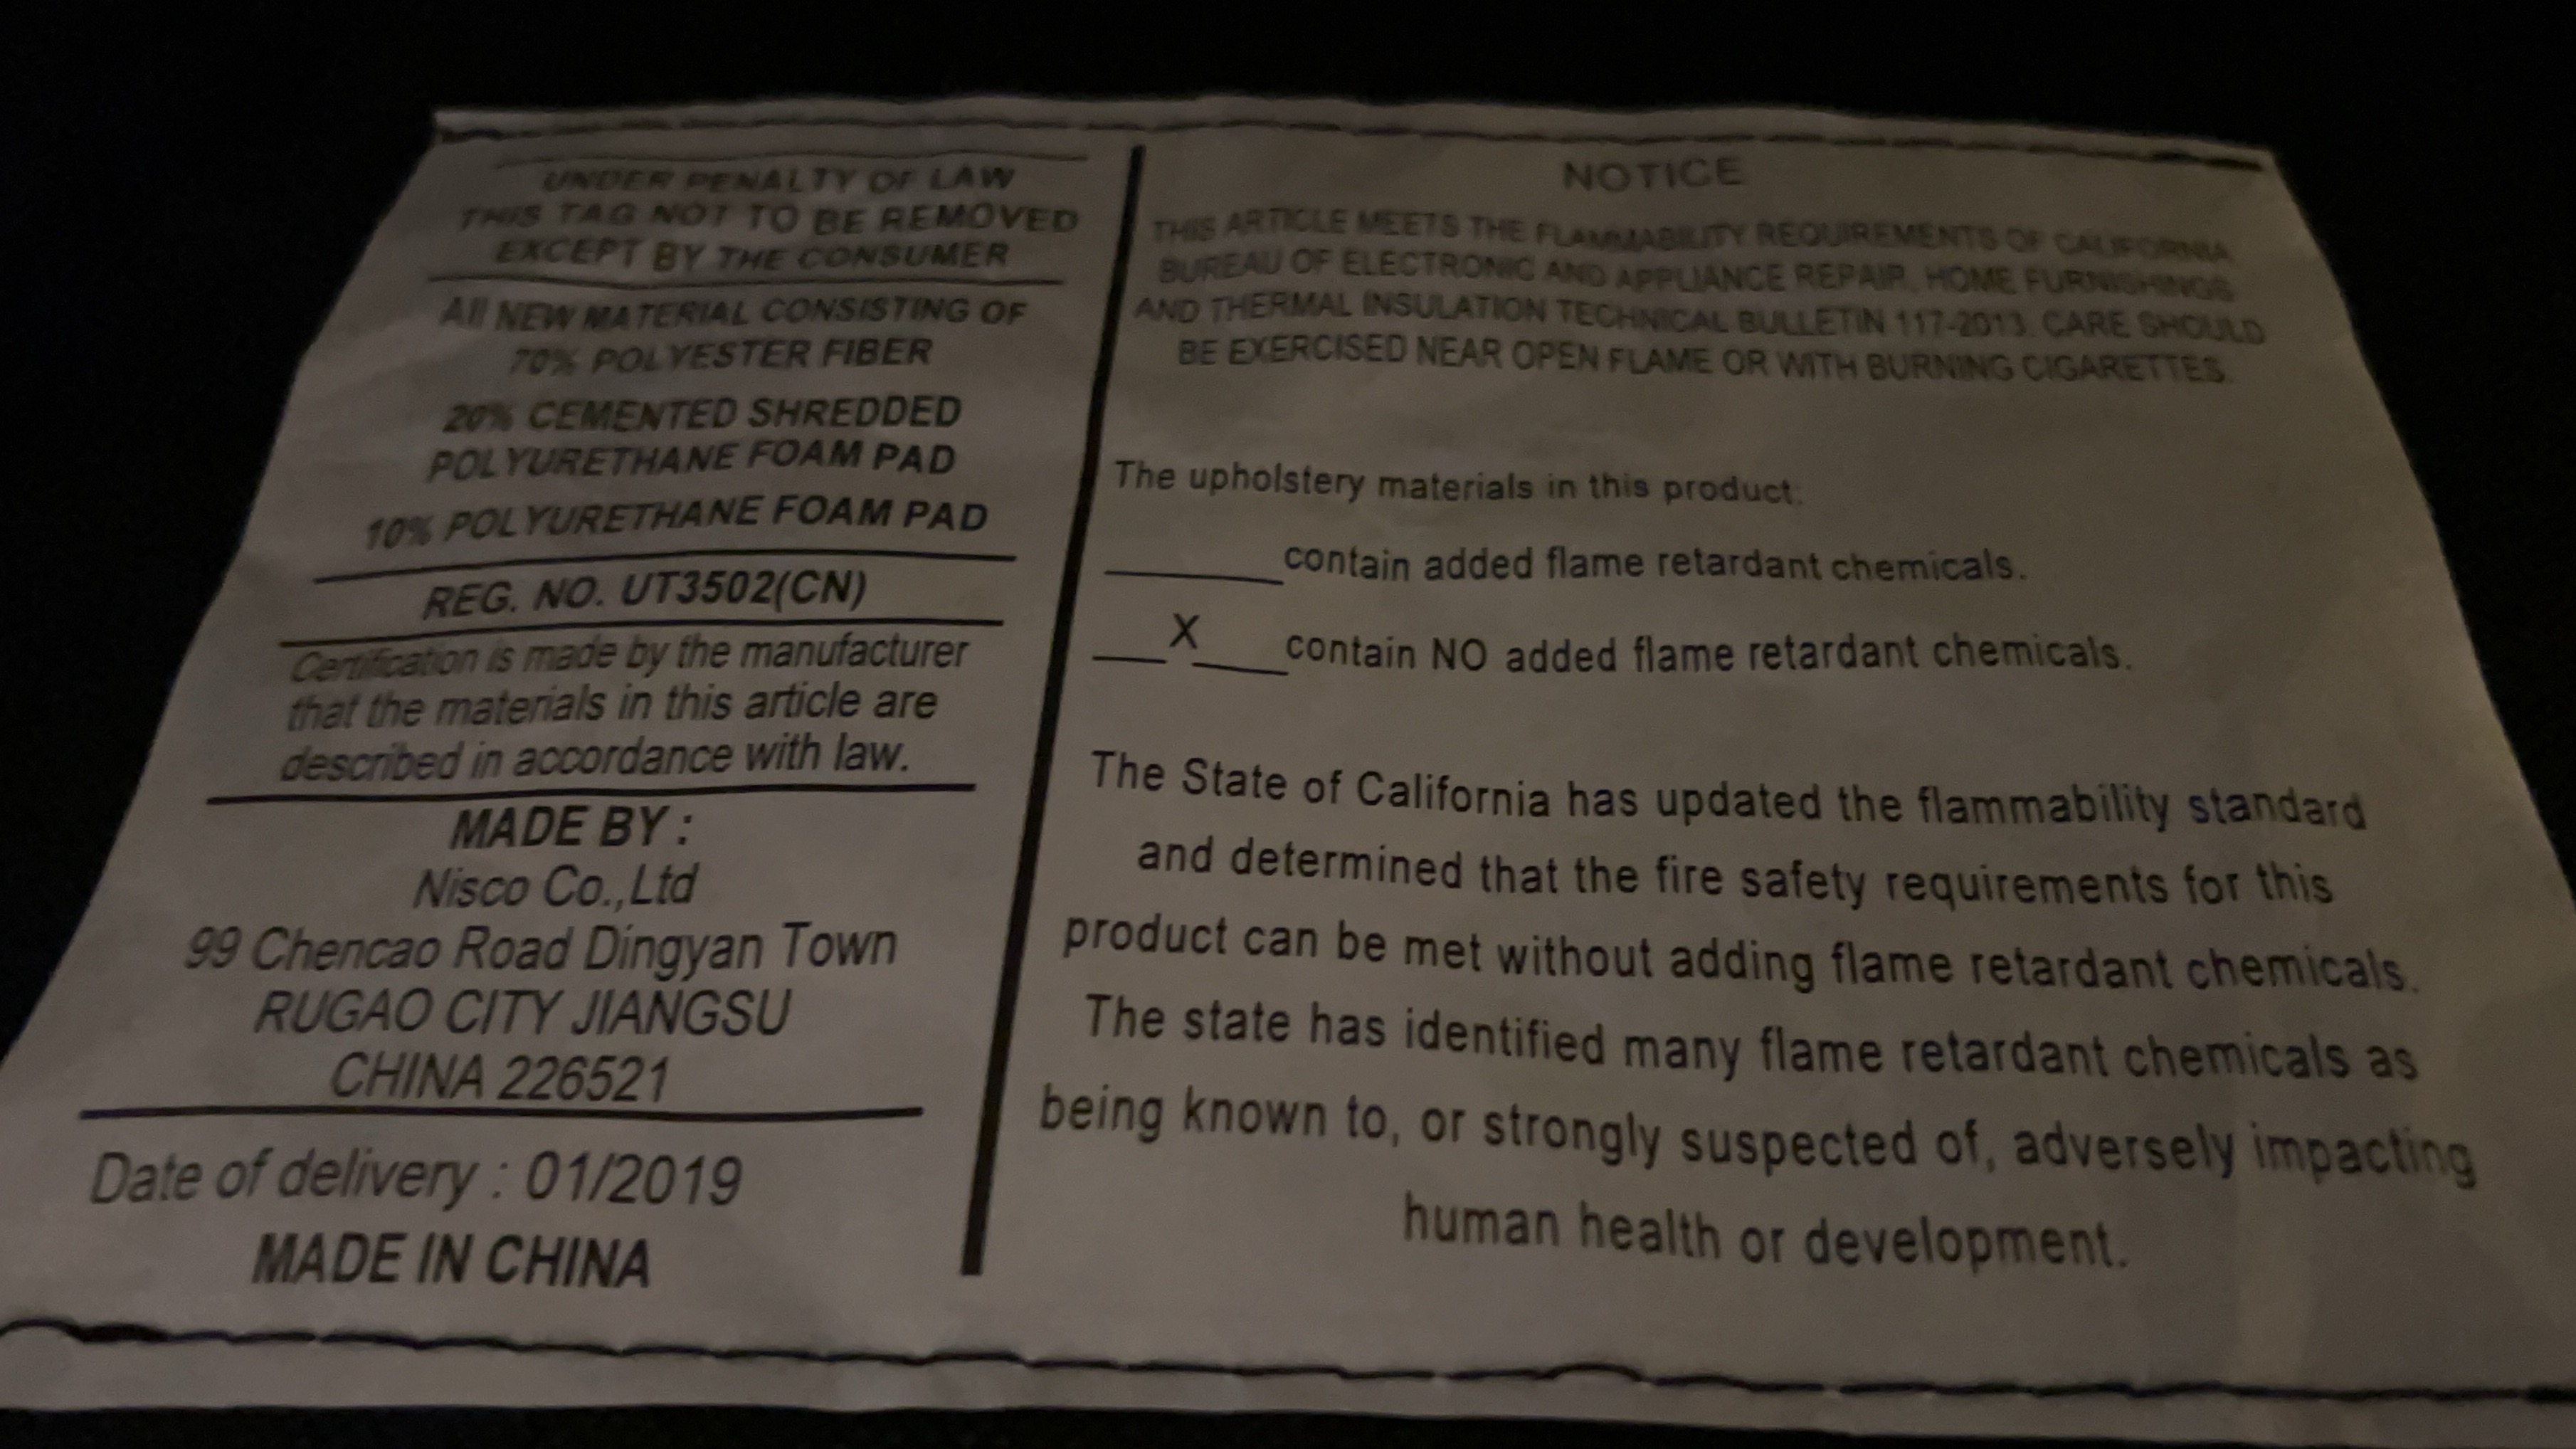 UNDER PENALTY OF LAW
THIS TAG NOT TO BE REMOVED
EXCEPT BY THE CONSUMER
All NEW MATERIAL CONSISTING OF
70% POLYESTER FIBER
20% CEMENTED SHREDDED
POLYURETHANE FOAM PAD
10% POLYURETHANE FOAM PAD
REG. NO. UT3502(CN)
Certification is made by the manufacturer
that the materials in this article are
described in accordance with law.
MADE BY :
Nisco Co.,Ltd
99 Chencao Road Dingyan Town
RUGAO CITY JIANGSU
CHINA 226521
Date of delivery : 01/2019
MADE IN CHINA
NOTICE
THIS ARTICLE MEETS THE FLAMMABILITY REQUIREMENTS OF CALIFORNIA
BUREAU OF ELECTRONIC AND APPLIANCE REPAIR, HOME FURNISHINGS
AND THERMAL INSULATION TECHNICAL BULLETIN 117-2013. CARE SHOULD
BE EXERCISED NEAR OPEN FLAME OR WITH BURNING CIGARETTES.
The upholstery materials in this product:
______contain added flame retardant chemicals.
___X___contain NO added flame retardant chemicals.
The State of California has updated the flammability standard
and determined that the fire safety requirements for this
product can be met without adding flame retardant chemicals.
The state has identified many flame retardant chemicals as
being known to, or strongly suspected of, adversely impacting
human health or development.